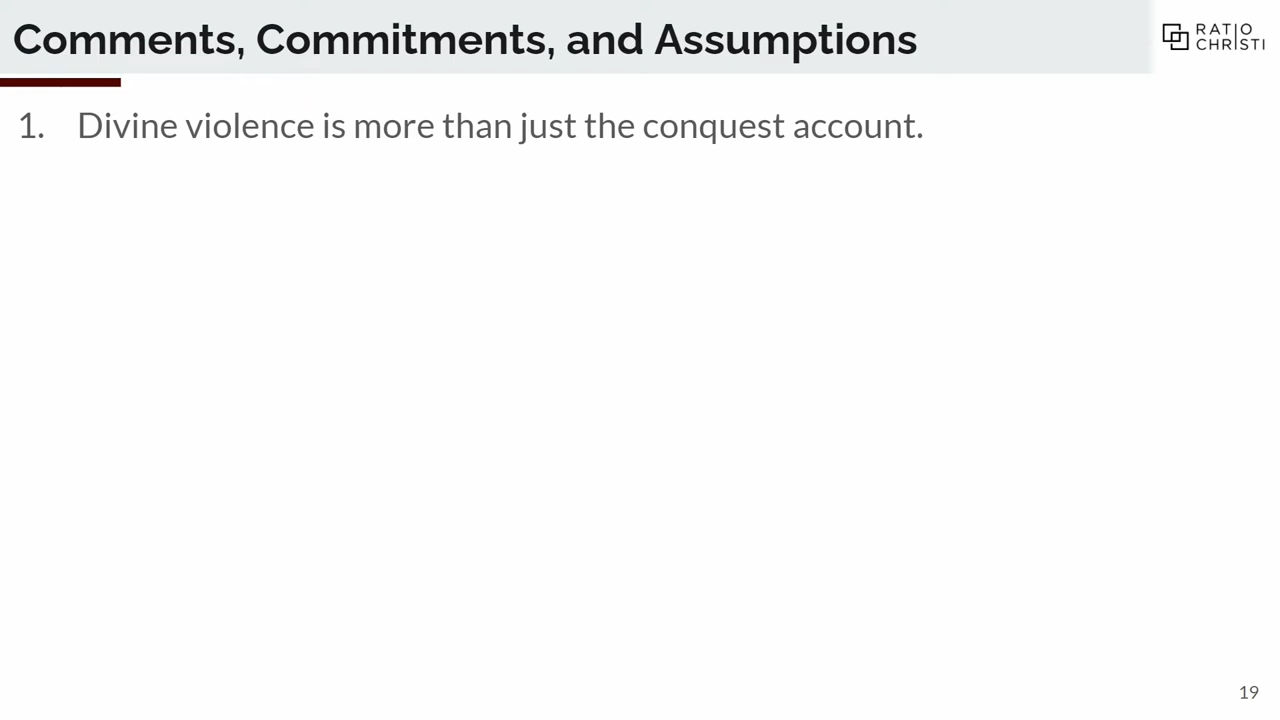 Comments, Commitments, and Assumptions
RATIO
CHRISTI
1. Divine violence is more than just the conquest account.
19